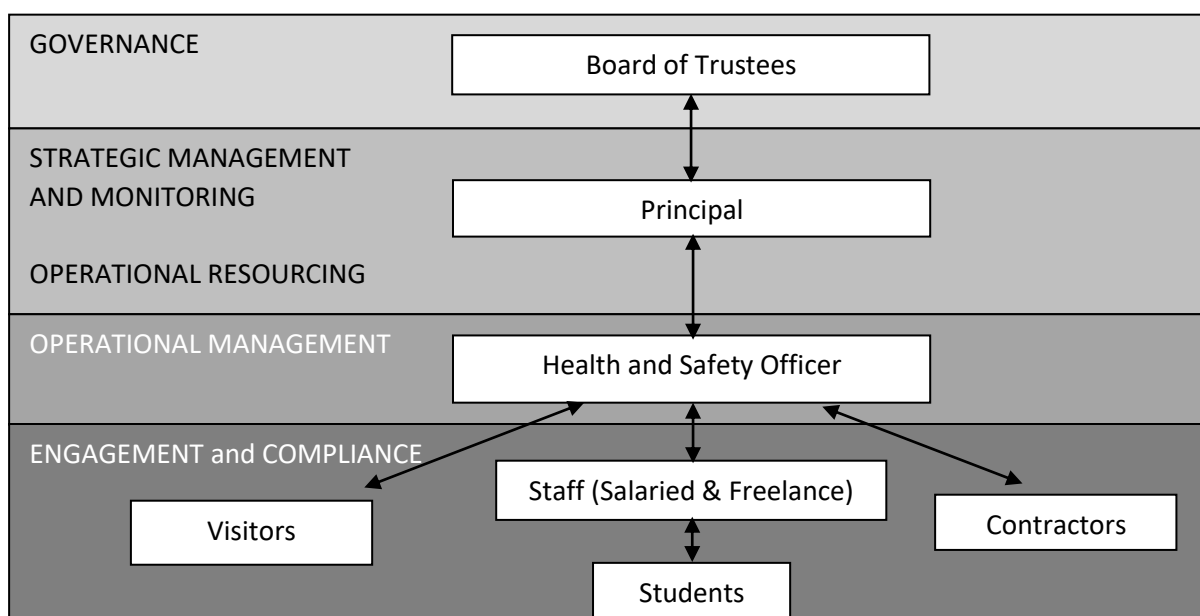 GOVERNANCE
Board of Trustees
STRATEGIC MANAGEMENT
AND MONITORING
Principal
OPERATIONAL RESOURCING
OPERATIONAL MANAGEMENT
Health and Safety Officer
ENGAGEMENT and COMPLIANCE
Staff (Salaried & Freelance)
Visitors
Contractors
Students